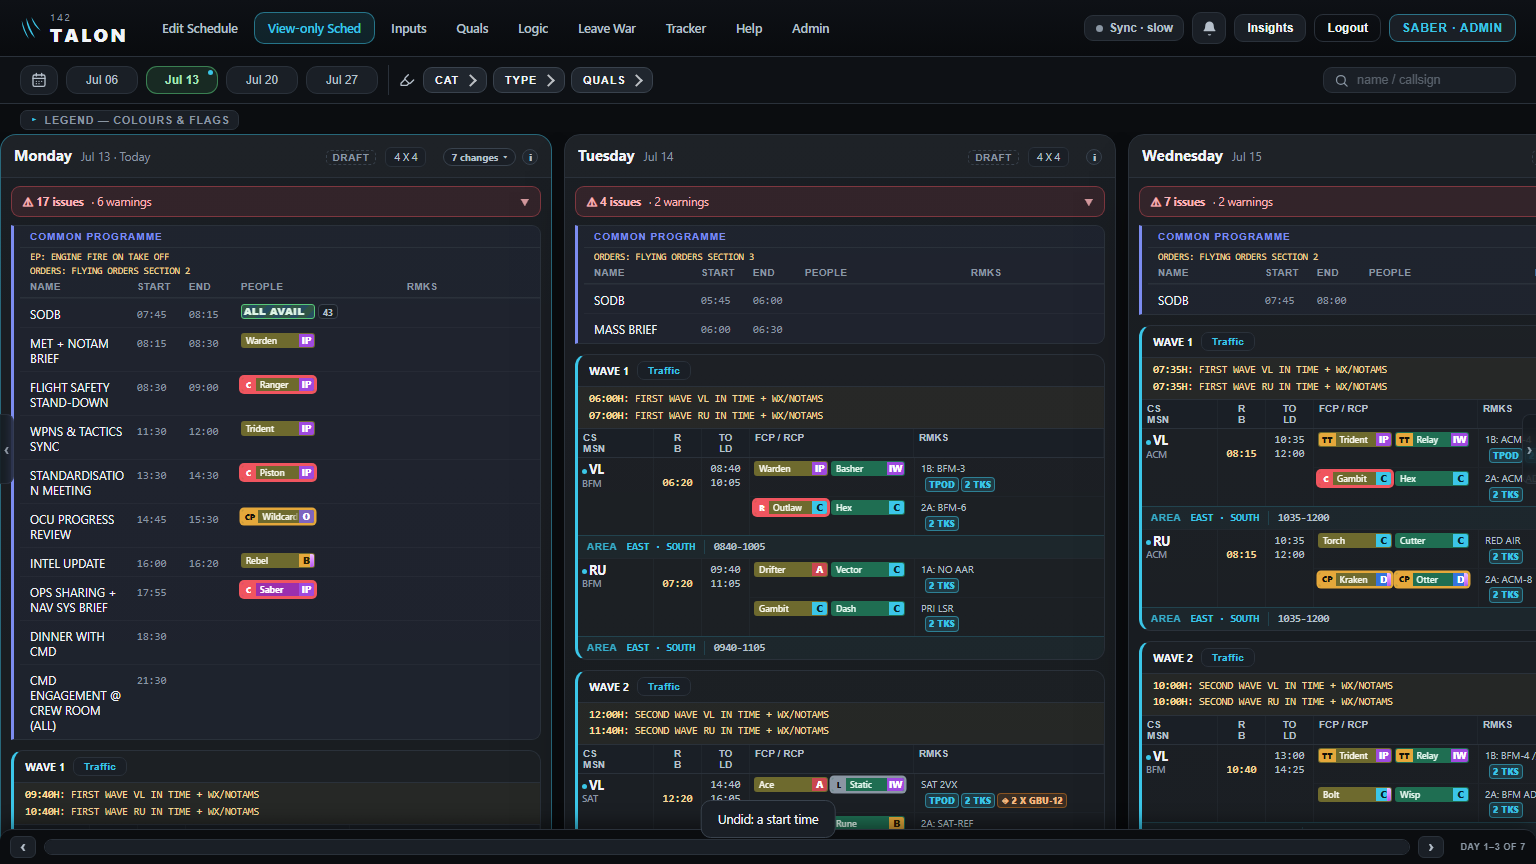 142
TALON
Edit Schedule
View-only Sched
Inputs
Quals
Logic
Leave War
Tracker
Help
Admin
Sync · slow
Insights
Logout
SABER · ADMIN
Jul 06
Jul 13
Jul 20
Jul 27
CAT
TYPE
QUALS
name / callsign
LEGEND — COLOURS & FLAGS
Monday Jul 13 · Today
DRAFT
4 X 4
7 changes
i
17 issues · 6 warnings
COMMON PROGRAMME
EP: ENGINE FIRE ON TAKE OFF
ORDERS: FLYING ORDERS SECTION 2
NAME START END PEOPLE RMKS
SODB 07:45 08:15 ALL AVAIL 43
MET + NOTAM BRIEF 08:15 08:30 Warden IP
FLIGHT SAFETY STAND-DOWN 08:30 09:00 C Ranger IP
WPNS & TACTICS SYNC 11:30 12:00 Trident IP
STANDARDISATIO
N MEETING 13:30 14:30 C Piston IP
OCU PROGRESS REVIEW 14:45 15:30 CP Wildcard O
INTEL UPDATE 16:00 16:20 Rebel B
OPS SHARING + NAV SYS BRIEF 17:55 C Saber IP
DINNER WITH CMD 18:30
CMD ENGAGEMENT @ CREW ROOM (ALL) 21:30
WAVE 1 Traffic
09:40H: FIRST WAVE VL IN TIME + WX/NOTAMS
10:40H: FIRST WAVE RU IN TIME + WX/NOTAMS
Tuesday Jul 14
DRAFT
4 X 4
i
4 issues · 2 warnings
COMMON PROGRAMME
ORDERS: FLYING ORDERS SECTION 3
NAME START END PEOPLE RMKS
SODB 05:45 06:00
MASS BRIEF 06:00 06:30
WAVE 1 Traffic
06:00H: FIRST WAVE VL IN TIME + WX/NOTAMS
07:00H: FIRST WAVE RU IN TIME + WX/NOTAMS
CS R TO FCP / RCP RMKS
MSN B LD
VL 08:40 Warden IP Basher IW 1B: BFM-3
BFM 06:20 10:05 TPOD 2 TKS
R Outlaw C Hex C 2A: BFM-6
2 TKS
AREA EAST · SOUTH 0840-1005
RU 09:40 Drifter A Vector C 1A: NO AAR
BFM 07:20 11:05 2 TKS
Gambit C Dash C PRI LSR
2 TKS
AREA EAST · SOUTH 0940-1105
WAVE 2 Traffic
12:00H: SECOND WAVE VL IN TIME + WX/NOTAMS
11:40H: SECOND WAVE RU IN TIME + WX/NOTAMS
CS R TO FCP / RCP RMKS
MSN B LD
VL 14:40 Ace A L Static IW SAT 2VX
SAT 12:20 16:05 TPOD 2 TKS 2 X GBU-12
Rune B 2A: SAT-REF
Wednesday Jul 15
7 issues · 2 warnings
COMMON PROGRAMME
ORDERS: FLYING ORDERS SECTION 2
NAME START END PEOPLE
SODB 07:45 08:00
WAVE 1 Traffic
07:35H: FIRST WAVE VL IN TIME + WX/NOTAMS
07:35H: FIRST WAVE RU IN TIME + WX/NOTAMS
CS R TO FCP / RCP RMKS
MSN B LD
VL 10:35 TT Trident IP TT Relay IW 1B: ACM
ACM 08:15 12:00 TPOD
C Gambit C Hex C 2A: ACM
2 TKS
AREA EAST · SOUTH 1035-1200
RU 10:35 Torch C Cutter C RED AIR
ACM 08:15 12:00 2 TKS
CP Kraken D CP Otter D 2A: ACM-8
2 TKS
AREA EAST · SOUTH 1035-1200
WAVE 2 Traffic
10:00H: SECOND WAVE VL IN TIME + WX/NOTAMS
10:00H: SECOND WAVE RU IN TIME + WX/NOTAMS
CS R TO FCP / RCP RMKS
MSN B LD
VL 13:00 TT Trident IP TT Relay IW 1B: BFM-4 /
BFM 10:40 14:25 2 TKS
Bolt C Wisp C 2A: BFM AD
2 TKS
Undid: a start time
DAY 1–3 OF 7